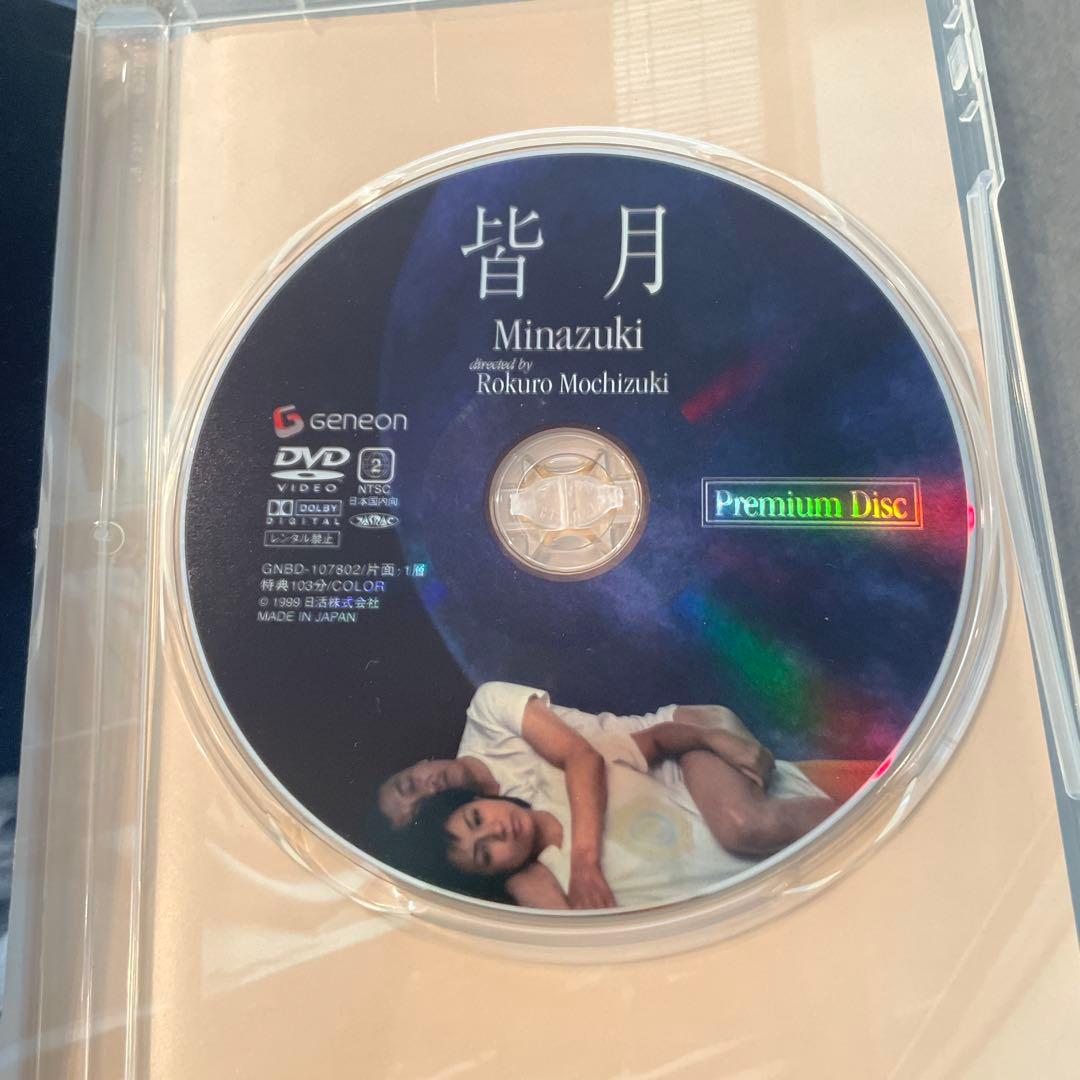 皆月
Minazuki
directed by
Rokuro Mochizuki
GENEON
DVD
VIDEO
2
NTSC
日本国内向
DOLBY
DIGITAL
JASRAC
レンタル禁止
Premium Disc
GNBD-107802/片面・1層
特典103分/COLOR
© 1999 日活株式会社
MADE IN JAPAN